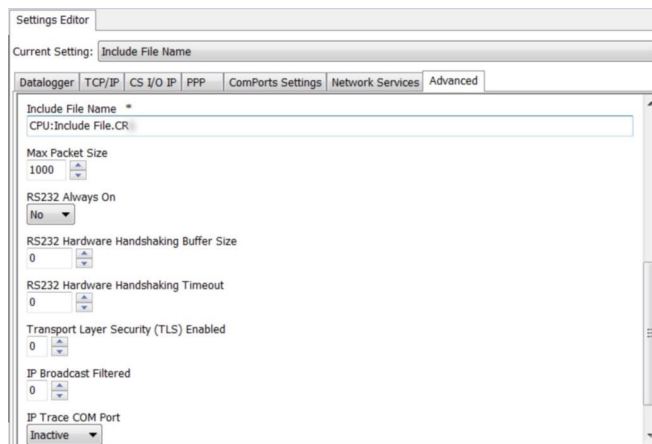 Settings Editor
Current Setting: Include File Name
Datalogger TCP/IP CS I/O IP PPP ComPorts Settings Network Services Advanced
Include File Name *
CPU:Include File.CR
Max Packet Size
1000
RS232 Always On
No
RS232 Hardware Handshaking Buffer Size
0
RS232 Hardware Handshaking Timeout
0
Transport Layer Security (TLS) Enabled
0
IP Broadcast Filtered
0
IP Trace COM Port
Inactive